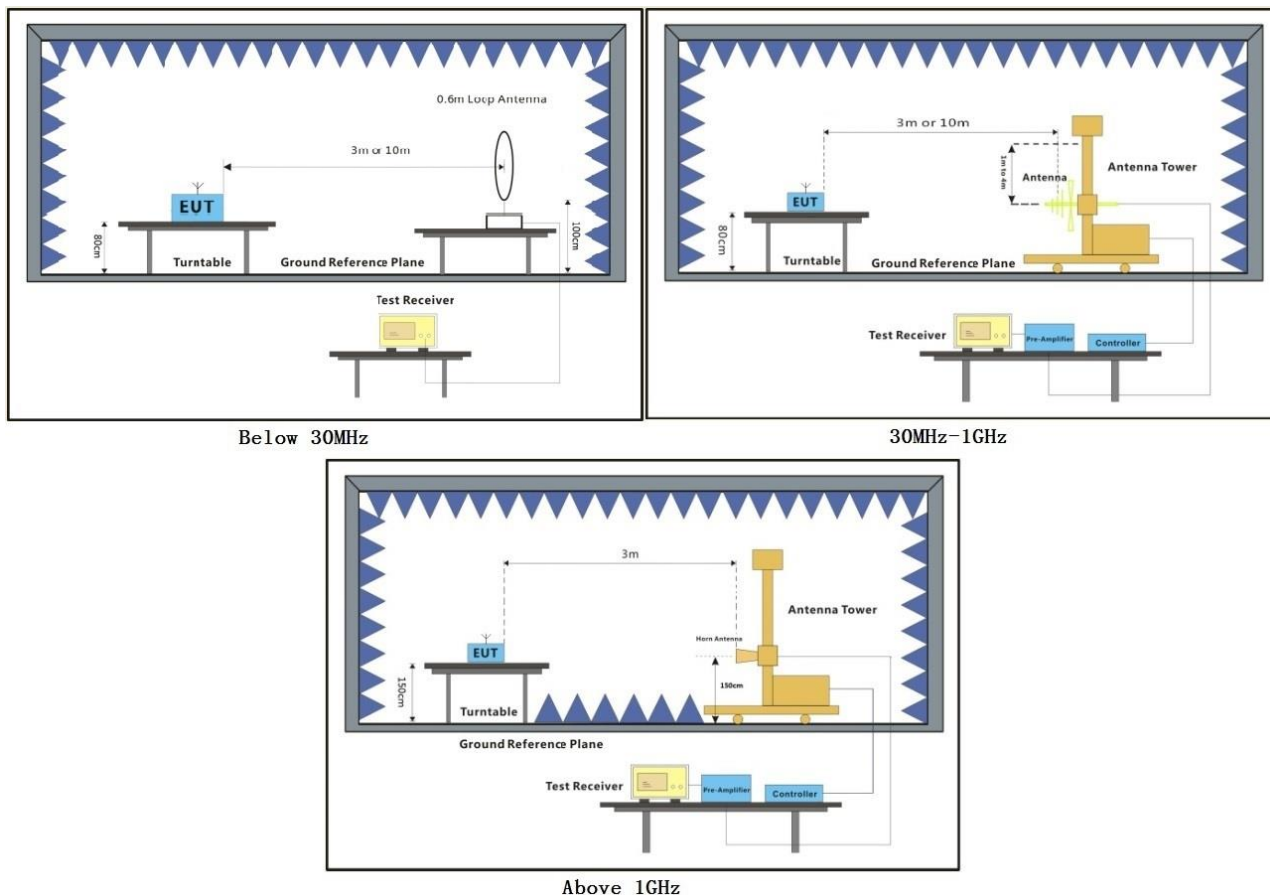 0.6m Loop Antenna
3m or 10m
EUT
80cm
100cm
Turntable
Ground Reference Plane
Test Receiver
Below 30MHz
3m or 10m
1m to 4m
Antenna
Antenna Tower
EUT
80cm
Turntable
Ground Reference Plane
Test Receiver
Pre-Amplifier
Controller
30MHz-1GHz
3m
Antenna Tower
Horn Antenna
EUT
150cm
150cm
Turntable
Ground Reference Plane
Test Receiver
Pre-Amplifier
Controller
Above 1GHz